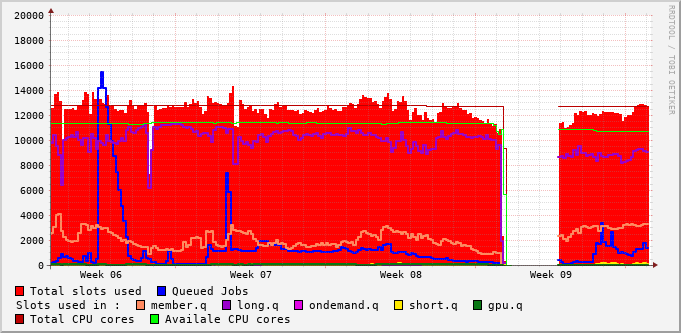 20000
18000
16000
14000
12000
10000
8000
6000
4000
2000
0
Week 06 Week 07 Week 08 Week 09
RRDTOOL / TOBI OETIKER
Total slots used Queued Jobs
Slots used in : member.q long.q ondemand.q short.q gpu.q
Total CPU cores Availale CPU cores